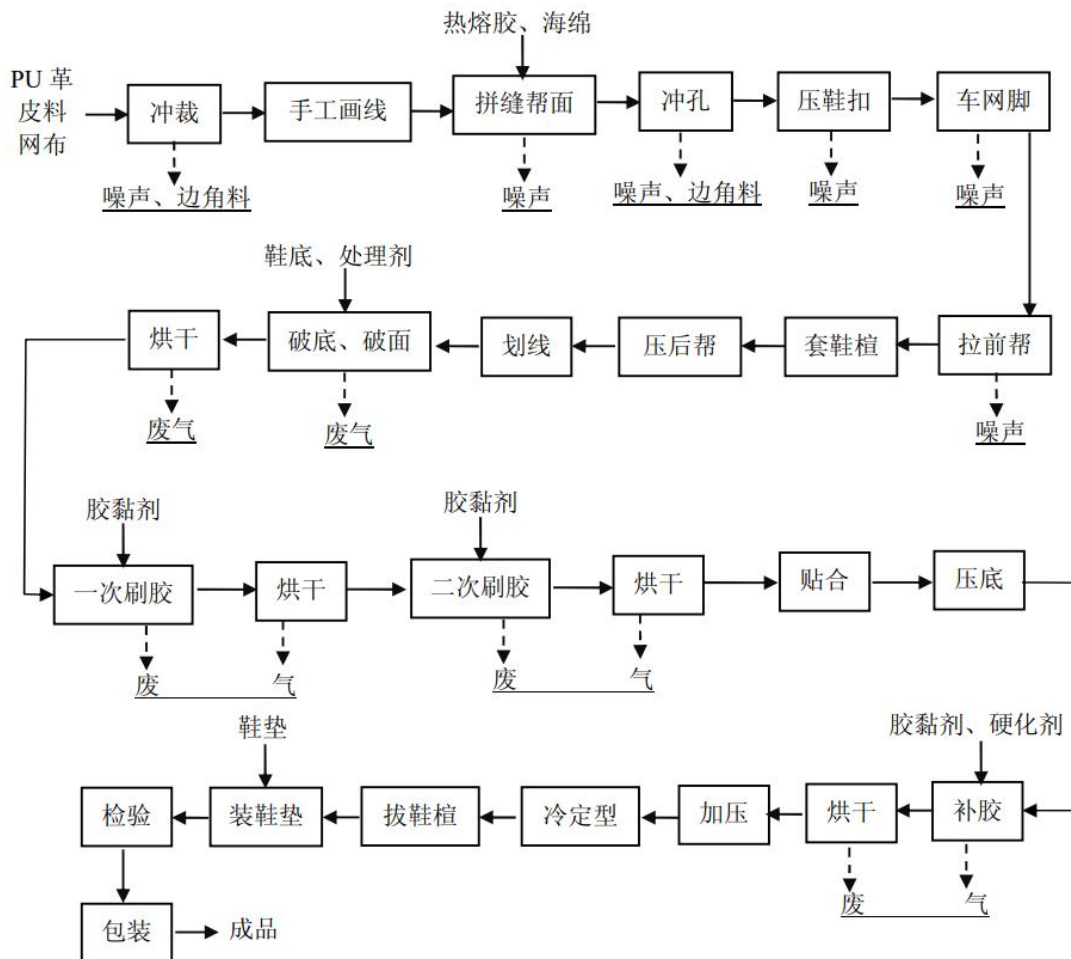 热熔胶、海绵
PU 革
皮料
网布
冲裁
手工画线
拼缝帮面
冲孔
压鞋扣
车网脚
噪声、边角料
噪声
噪声、边角料
噪声
噪声
鞋底、处理剂
烘干
破底、破面
划线
压后帮
套鞋楦
拉前帮
废气
废气
噪声
胶黏剂
胶黏剂
一次刷胶
烘干
二次刷胶
烘干
贴合
压底
废 气
废 气
鞋垫
胶黏剂、硬化剂
检验
装鞋垫
拔鞋楦
冷定型
加压
烘干
补胶
废 气
包装
成品